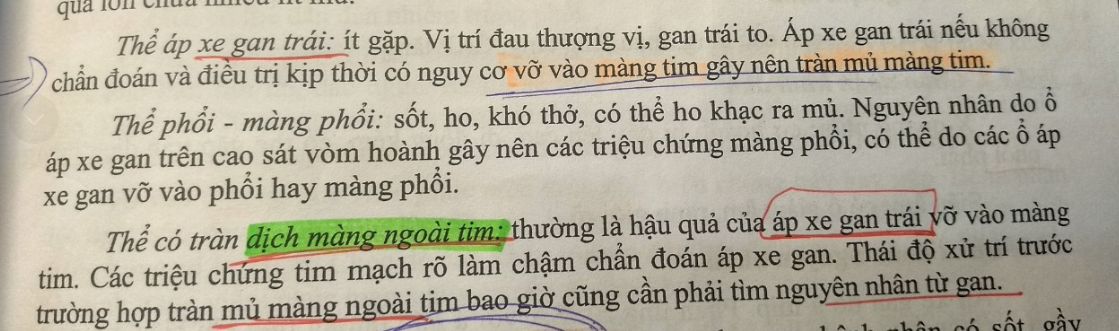 Thể áp xe gan trái: ít gặp. Vị trí đau thượng vị, gan trái to. Áp xe gan trái nếu không
chẩn đoán và điều trị kịp thời có nguy cơ vỡ vào màng tim gây nên tràn mủ màng tim.
Thể phổi - màng phổi: sốt, ho, khó thở, có thể ho khạc ra mủ. Nguyên nhân do ổ
áp xe gan trên cao sát vòm hoành gây nên các triệu chứng màng phổi, có thể do các ổ áp
xe gan vỡ vào phổi hay màng phổi.
Thể có tràn dịch màng ngoài tim: thường là hậu quả của áp xe gan trái vỡ vào màng
tim. Các triệu chứng tim mạch rõ làm chậm chẩn đoán áp xe gan. Thái độ xử trí trước
trường hợp tràn mủ màng ngoài tim bao giờ cũng cần phải tìm nguyên nhân từ gan.
có sốt, gầy